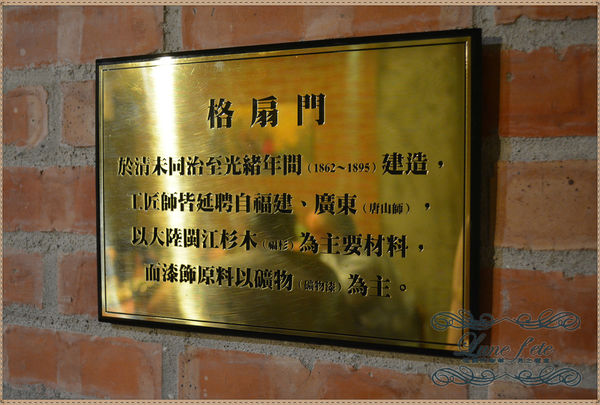 格扇門
於清末同治至光緒年間(1862~1895)建造，
工匠師皆延聘自福建、廣東(唐山師)，
以大陸閩江杉木(福杉)為主要材料，
而漆飾原料以礦物(礦物漆)為主。
Lune fete